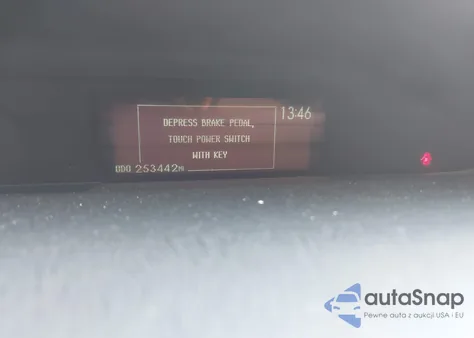 DEPRESS BRAKE PEDAL,
TOUCH POWER SWITCH
WITH KEY
13:46
ODO 253442mi
autaSnap
Pewne auta z aukcji USA i EU